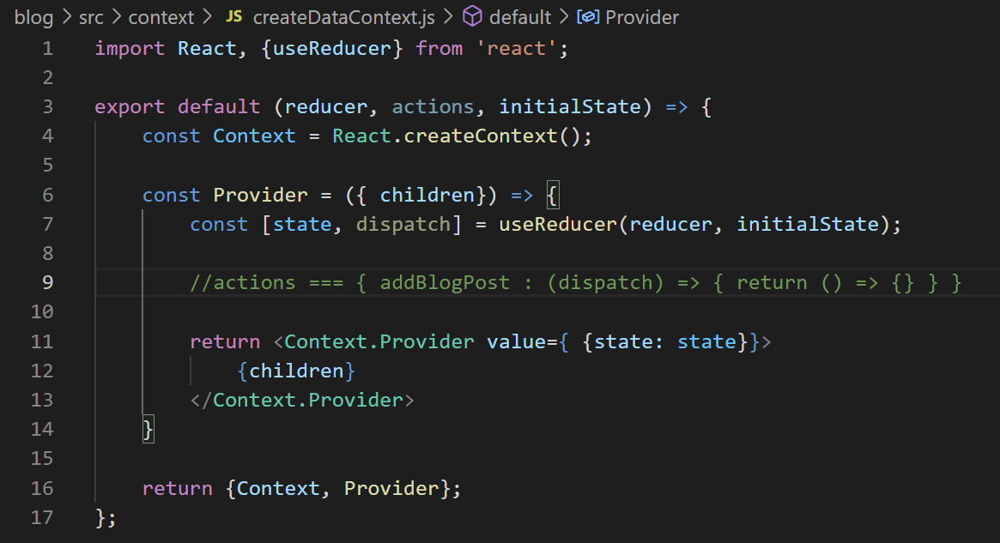 blog > src > context > JS createDataContext.js > default > Provider
1 import React, {useReducer} from 'react';
2
3 export default (reducer, actions, initialState) => {
4     const Context = React.createContext();
5
6     const Provider = ({ children}) => {
7         const [state, dispatch] = useReducer(reducer, initialState);
8
9         //actions === { addBlogPost : (dispatch) => { return () => {} } }
10
11         return <Context.Provider value={ {state: state}}>
12             {children}
13         </Context.Provider>
14     }
15
16     return {Context, Provider};
17 };